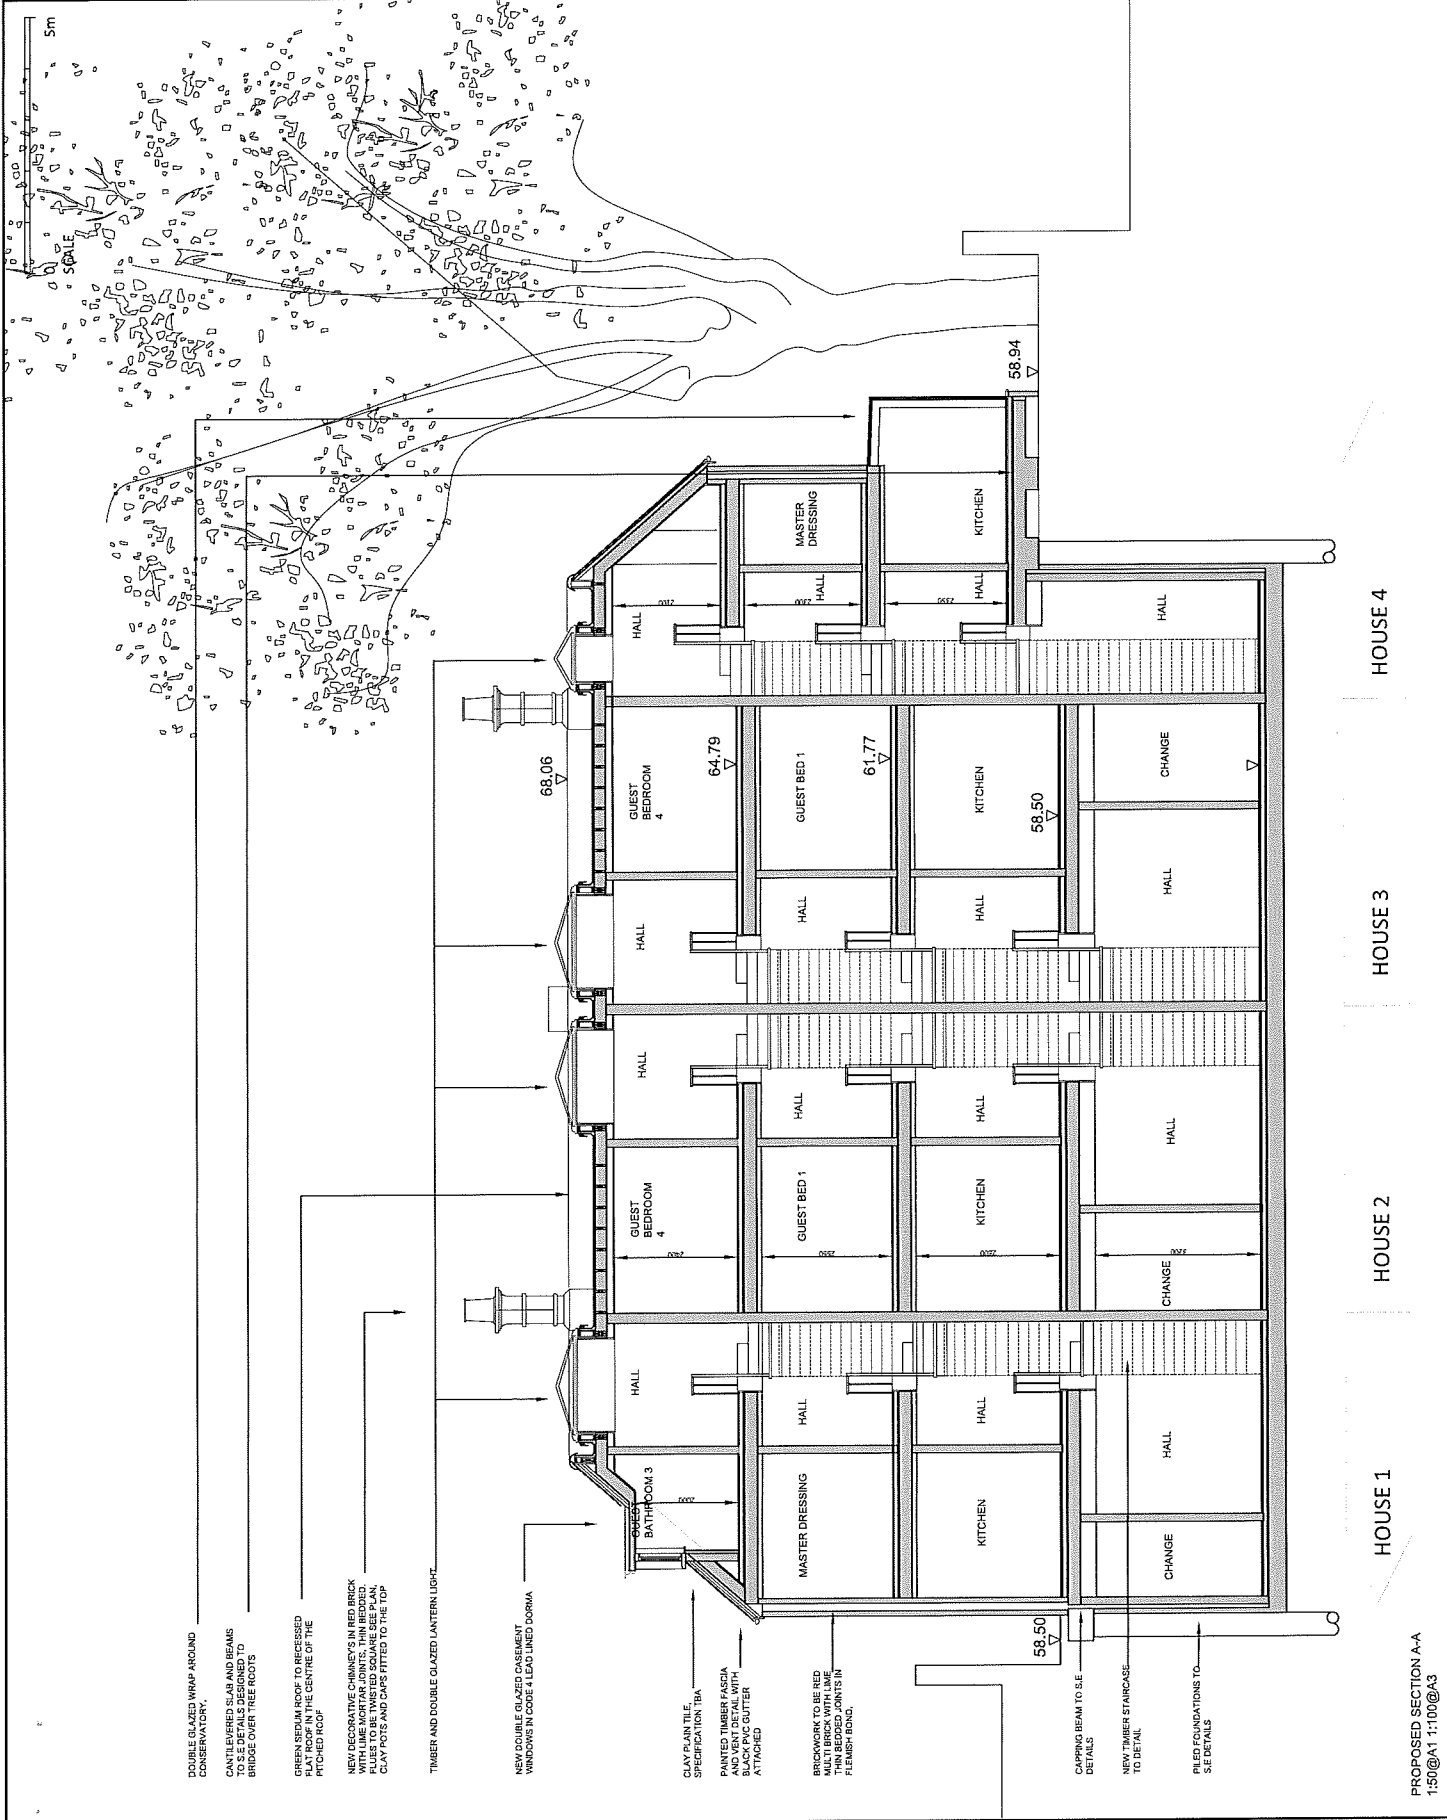 DOUBLE GLAZED WRAP AROUND
CONSERVATORY.
CANTILEVERED SLAB AND BEAMS
TO S.E DETAILS DESIGNED TO
BRIDGE OVER TREE ROOTS
GREEN SEDUM ROOF TO RECESSED
FLAT ROOF IN THE CENTRE OF THE
PITCHED ROOF
NEW DECORATIVE CHIMNEY'S IN RED BRICK
WITH LIME MORTAR JOINTS, THIN BEDDED.
FLUES TO BE TWISTED SQUARE SEE PLAN.
CLAY POTS AND CAPS FITTED TO THE TOP
TIMBER AND DOUBLE GLAZED LANTERN LIGHT
NEW DOUBLE GLAZED CASEMENT
WINDOWS IN CODE 4 LEAD LINED DORMA
CLAY PLAIN TILE,
SPECIFICATION TBA
PAINTED TIMBER FASCIA
AND VENT DETAIL WITH
BLACK PVC GUTTER
ATTACHED
BRICKWORK TO BE RED
MULTI BRICK WITH LIME
THIN BEDDED JOINTS IN
FLEMISH BOND.
CAPPING BEAM TO S.E
DETAILS
NEW TIMBER STAIRCASE
TO DETAIL
PILED FOUNDATIONS TO
S.E DETAILS
0
SCALE
5m
68.06
GUEST
BATHROOM 3
2000
HALL
GUEST
BEDROOM
4
2400
HALL
HALL
GUEST
BEDROOM
4
64.79
HALL
2100
MASTER DRESSING
HALL
GUEST BED 1
2550
HALL
HALL
GUEST BED 1
61.77
HALL
2300
MASTER
DRESSING
KITCHEN
HALL
KITCHEN
2800
HALL
HALL
KITCHEN
58.50
HALL
2350
KITCHEN
58.94
58.50
CHANGE
HALL
CHANGE
3200
HALL
HALL
CHANGE
HALL
HOUSE 1
HOUSE 2
HOUSE 3
HOUSE 4
PROPOSED SECTION A-A
1:50@A1 1:100@A3